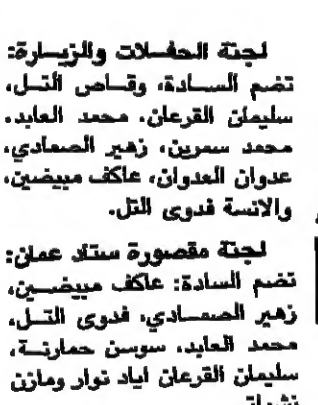 لجنة الحفلات والزيارة:
تضم السادة، وقاص التل،
سليمان القرعان، محمد العابد،
محمد سمرين، زهير الصمادي،
عدوان العدوان، عاكف مبيضين،
والانسة فدوى التل.
لجنة مقصورة ستاد عمان:
تضم السادة: عاكف مبيضين،
زهير الصمادي، فدوى التل،
محمد العابد، سوسن حمارنة،
سليمان القرعان اياد نوار ومازن